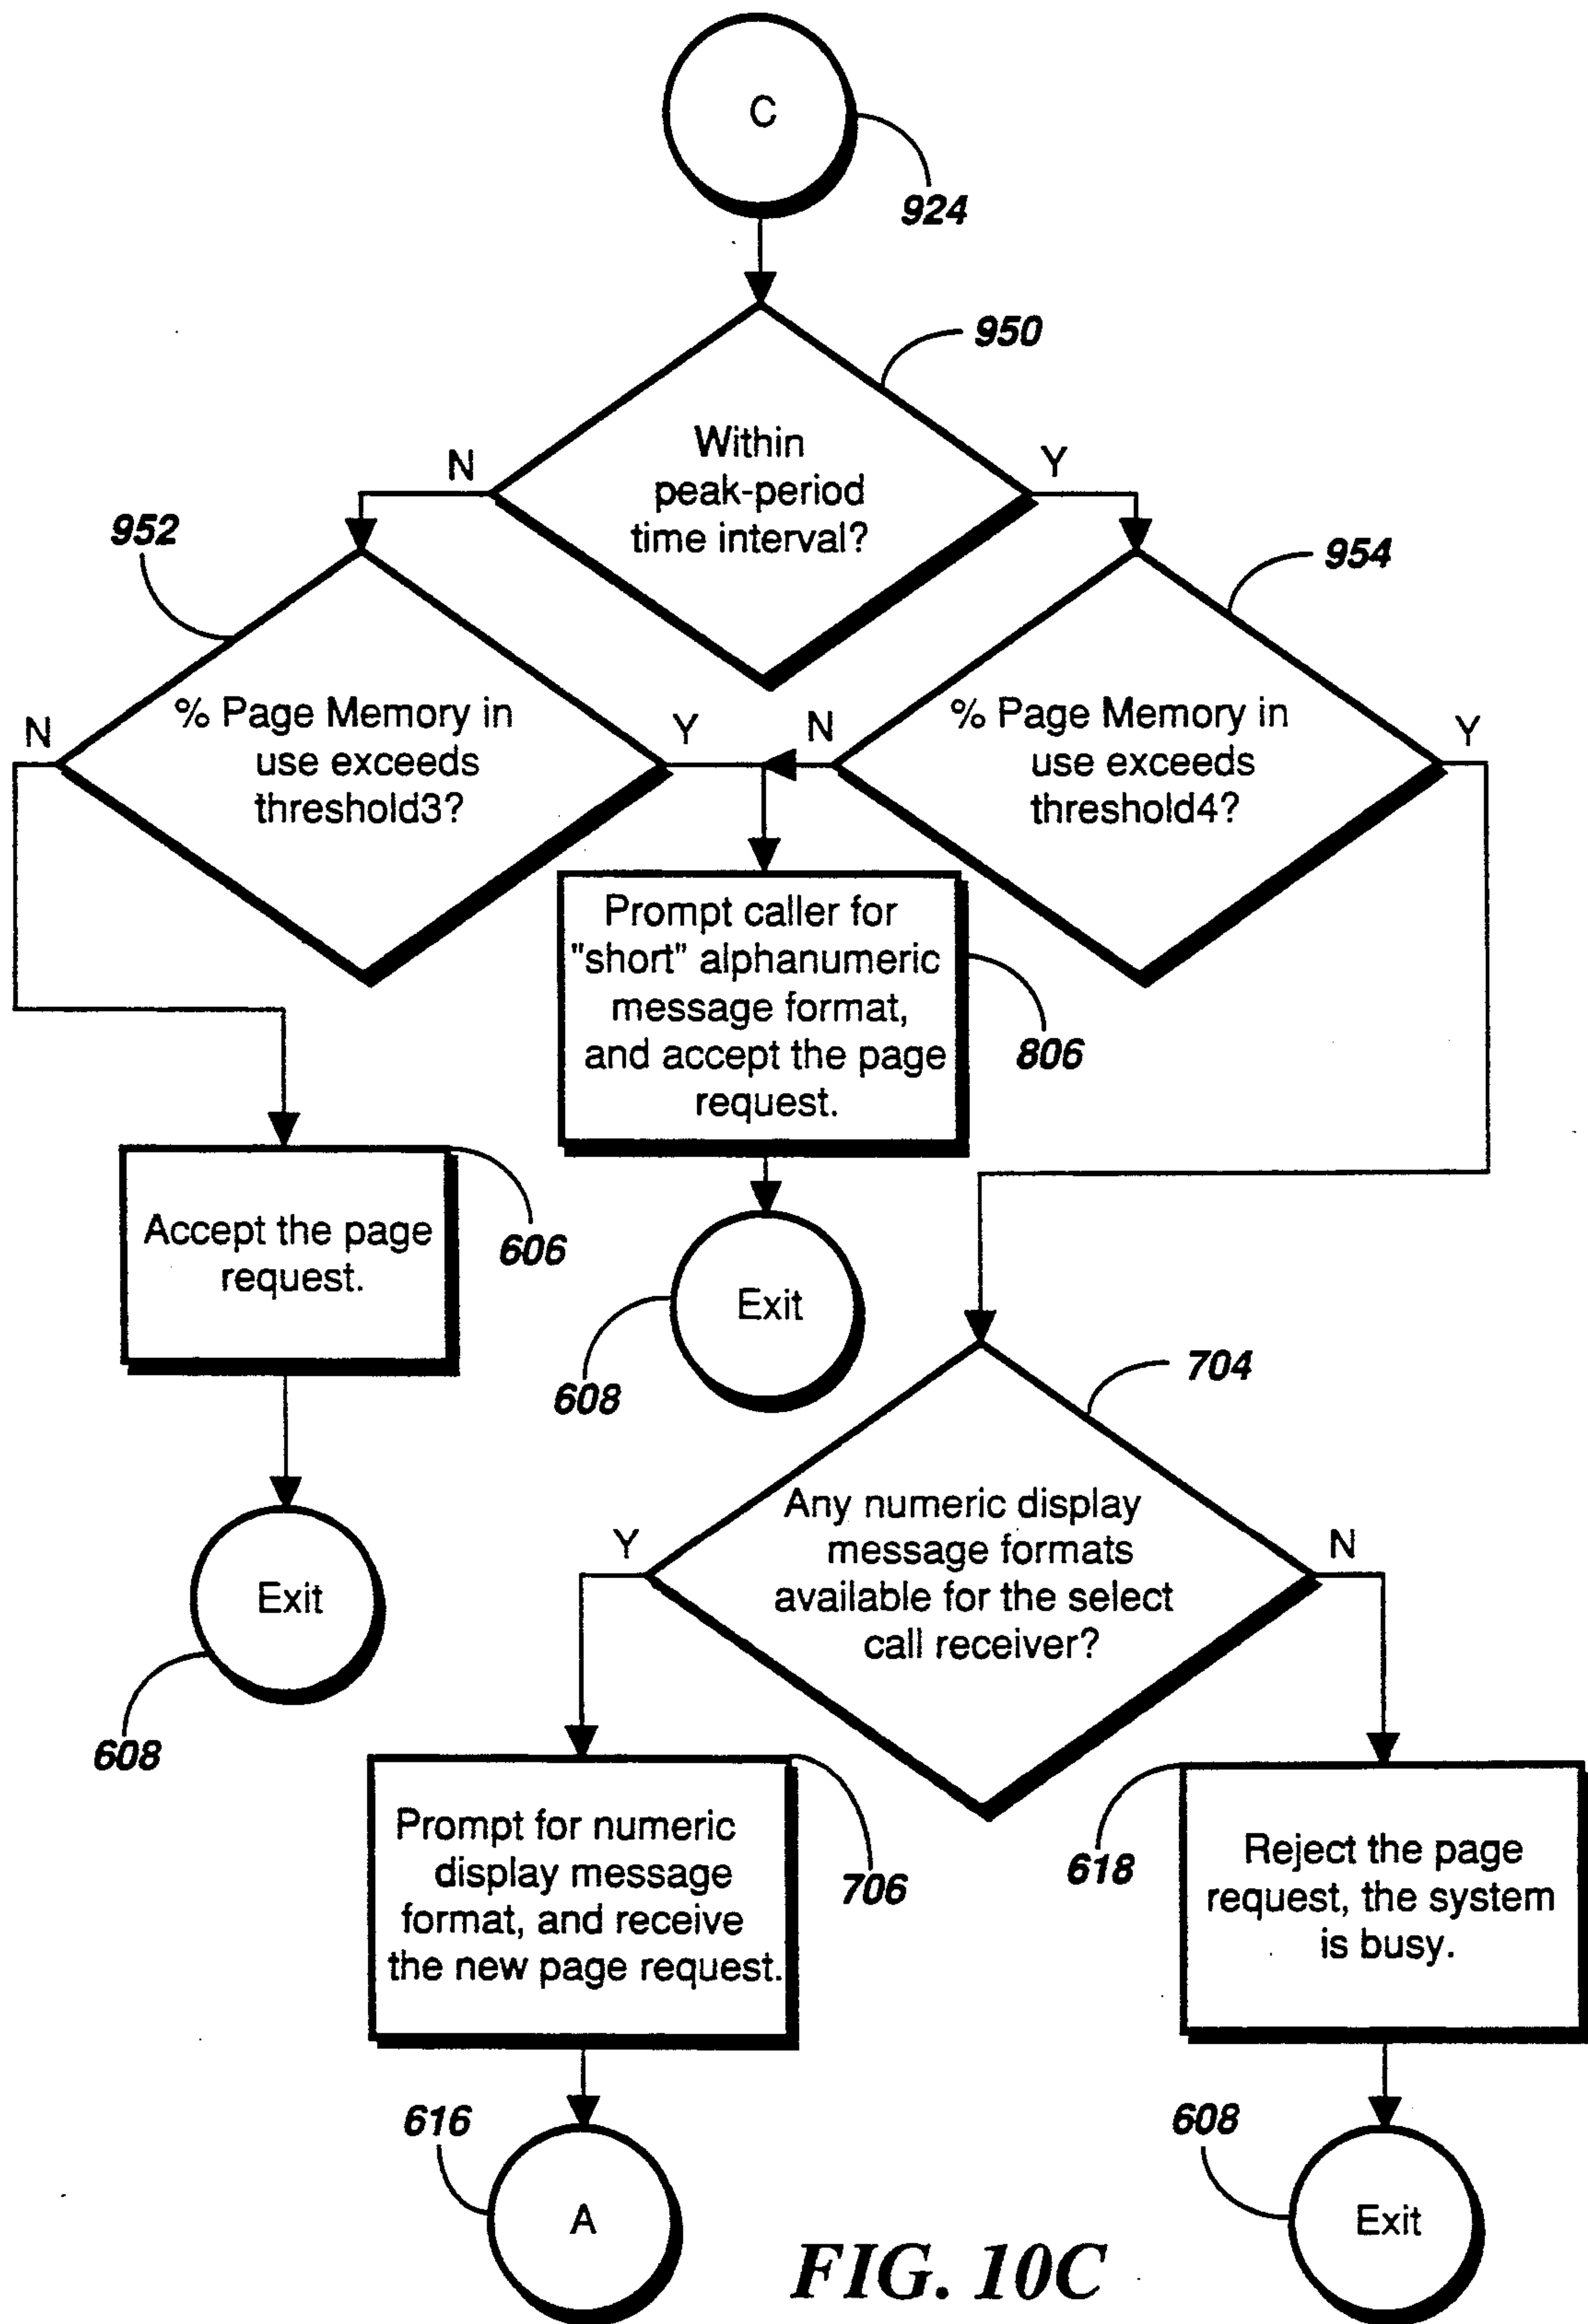 C
924
950
Within
peak-period
time interval?
N
Y
952
954
% Page Memory in
use exceeds
threshold3?
N
Y
% Page Memory in
use exceeds
threshold4?
N
Y
Prompt caller for
"short" alphanumeric
message format,
and accept the page
request.
806
Accept the page
request.
606
Exit
608
Exit
608
704
Any numeric display
message formats
available for the select
call receiver?
Y
N
Prompt for numeric
display message
format, and receive
the new page request.
706
618
Reject the page
request, the system
is busy.
616
A
608
Exit
FIG. 10C